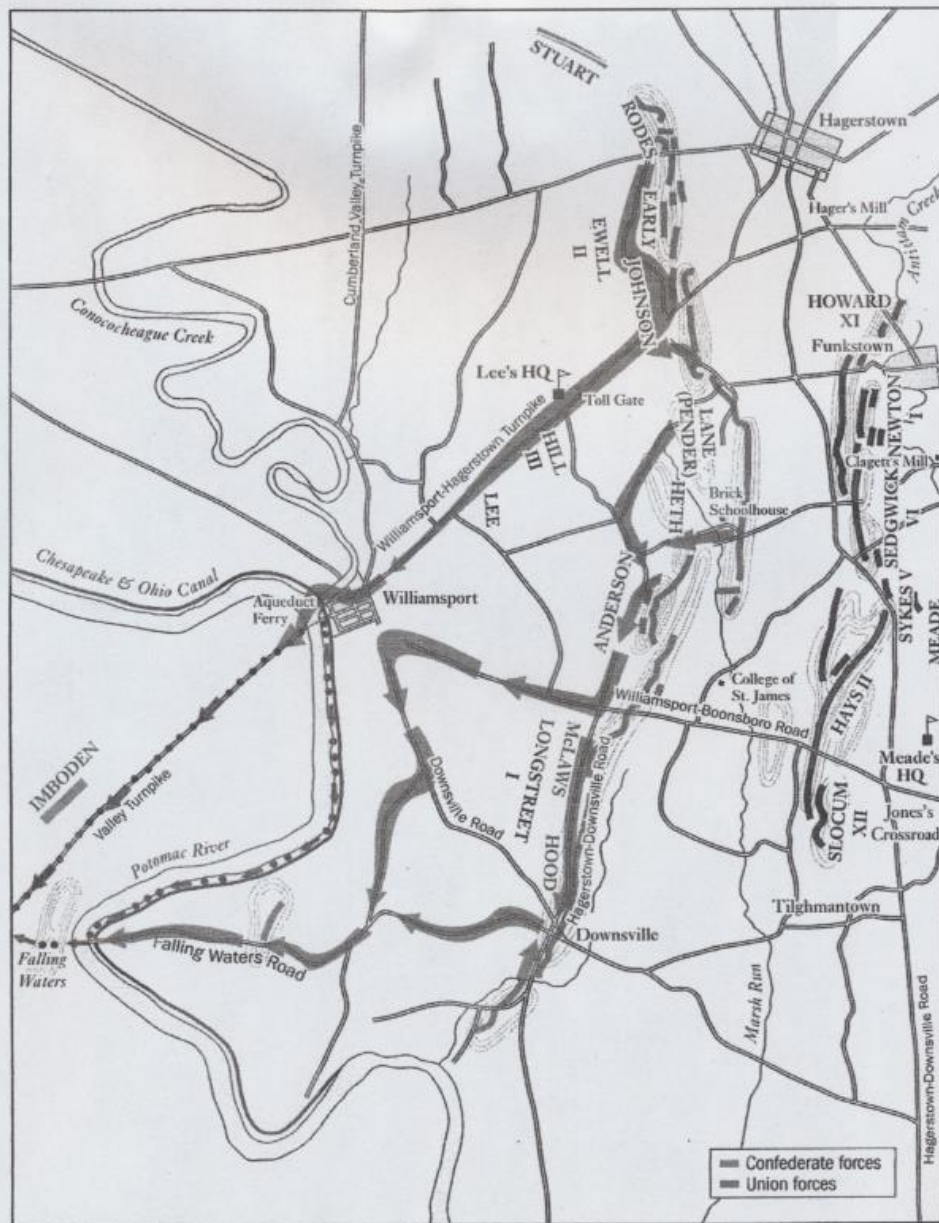 STUART
RODES
Hagerstown
Cumberland Valley Turnpike
EARLY
Hager's Mill
Antietam Creek
EWELL
II
JOHNSON
HOWARD
XI
Conococheague Creek
Funkstown
Lee's HQ
Toll Gate
Williamsport-Hagerstown Turnpike
HILL
III
LANE
(PENDER)
NEWTON
I
Clagett's Mill
LEE
HETH
Brick
Schoolhouse
SEDGWICK
VI
Chesapeake & Ohio Canal
Aqueduct
Ferry
Williamsport
ANDERSON
SYKES V
MEADE
College of
St. James
Williamsport-Boonsboro Road
HAYS II
IMBODEN
Valley Turnpike
McLAWS
LONGSTREET
I
Meade's
HQ
Downsville Road
Hagerstown-Downsville Road
HOOD
Jones's
Crossroads
SLOCUM
XII
Potomac River
Tilghmantown
Falling Waters Road
Downsville
Falling
Waters
Marsh Run
Hagerstown-Downsville Road
Confederate forces
Union forces